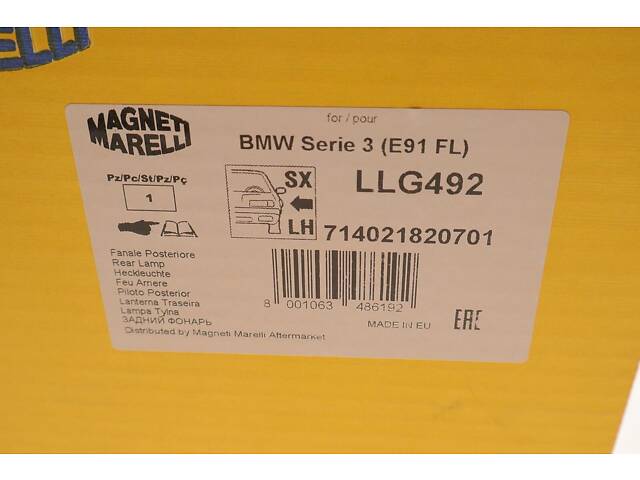 MARELLI
MAGNETI
MARELLI
for / pour
BMW Serie 3 (E91 FL)
Pz/Pc/St/Pz/Pç
1
SX
LH
LLG492
714021820701
Fanale Posteriore
Rear Lamp
Heckleuchte
Feu Arriere
Piloto Posterior
Lanterna Traseira
Lampa Tylna
ЗАДНИЙ ФОНАРЬ
Distributed by Magneti Marelli Aftermarket
8 001063 486192
MADE IN EU
EAC